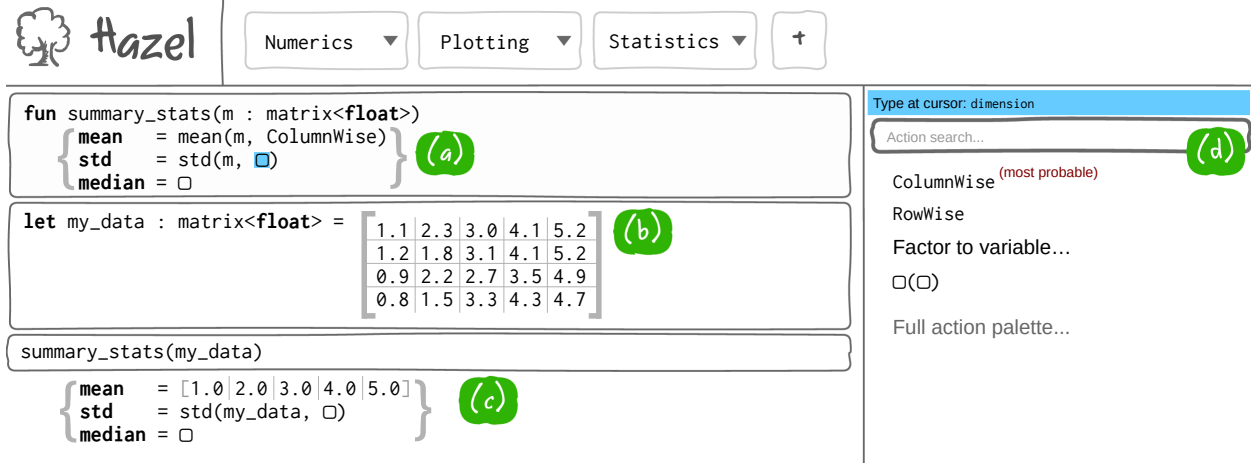 Hazel
Numerics Plotting Statistics +
fun summary_stats(m : matrix<float>)
mean = mean(m, ColumnWise)
std = std(m, ▢)
median = ▢
(a)
let my_data : matrix<float> =
1.1 2.3 3.0 4.1 5.2
1.2 1.8 3.1 4.1 5.2
0.9 2.2 2.7 3.5 4.9
0.8 1.5 3.3 4.3 4.7
(b)
summary_stats(my_data)
mean = [1.0 2.0 3.0 4.0 5.0]
std = std(my_data, ▢)
median = ▢
(c)
Type at cursor: dimension
Action search...
(d)
ColumnWise (most probable)
RowWise
Factor to variable...
▢(▢)
Full action palette...